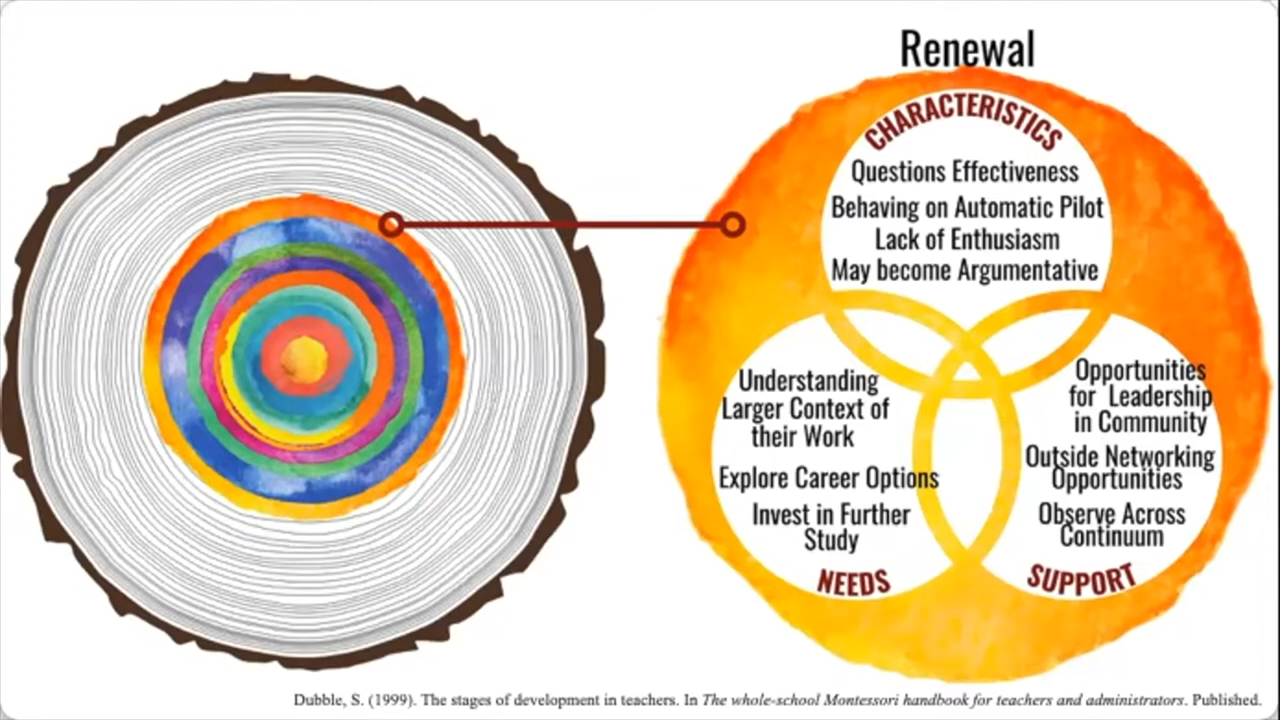 Renewal
CHARACTERISTICS
Questions Effectiveness
Behaving on Automatic Pilot
Lack of Enthusiasm
May become Argumentative
Understanding
Larger Context of
their Work
Explore Career Options
Invest in Further
Study
NEEDS
Opportunities
for Leadership
in Community
Outside Networking
Opportunities
Observe Across
Continuum
SUPPORT
Dubble, S. (1999). The stages of development in teachers. In The whole-school Montessori handbook for teachers and administrators. Published.